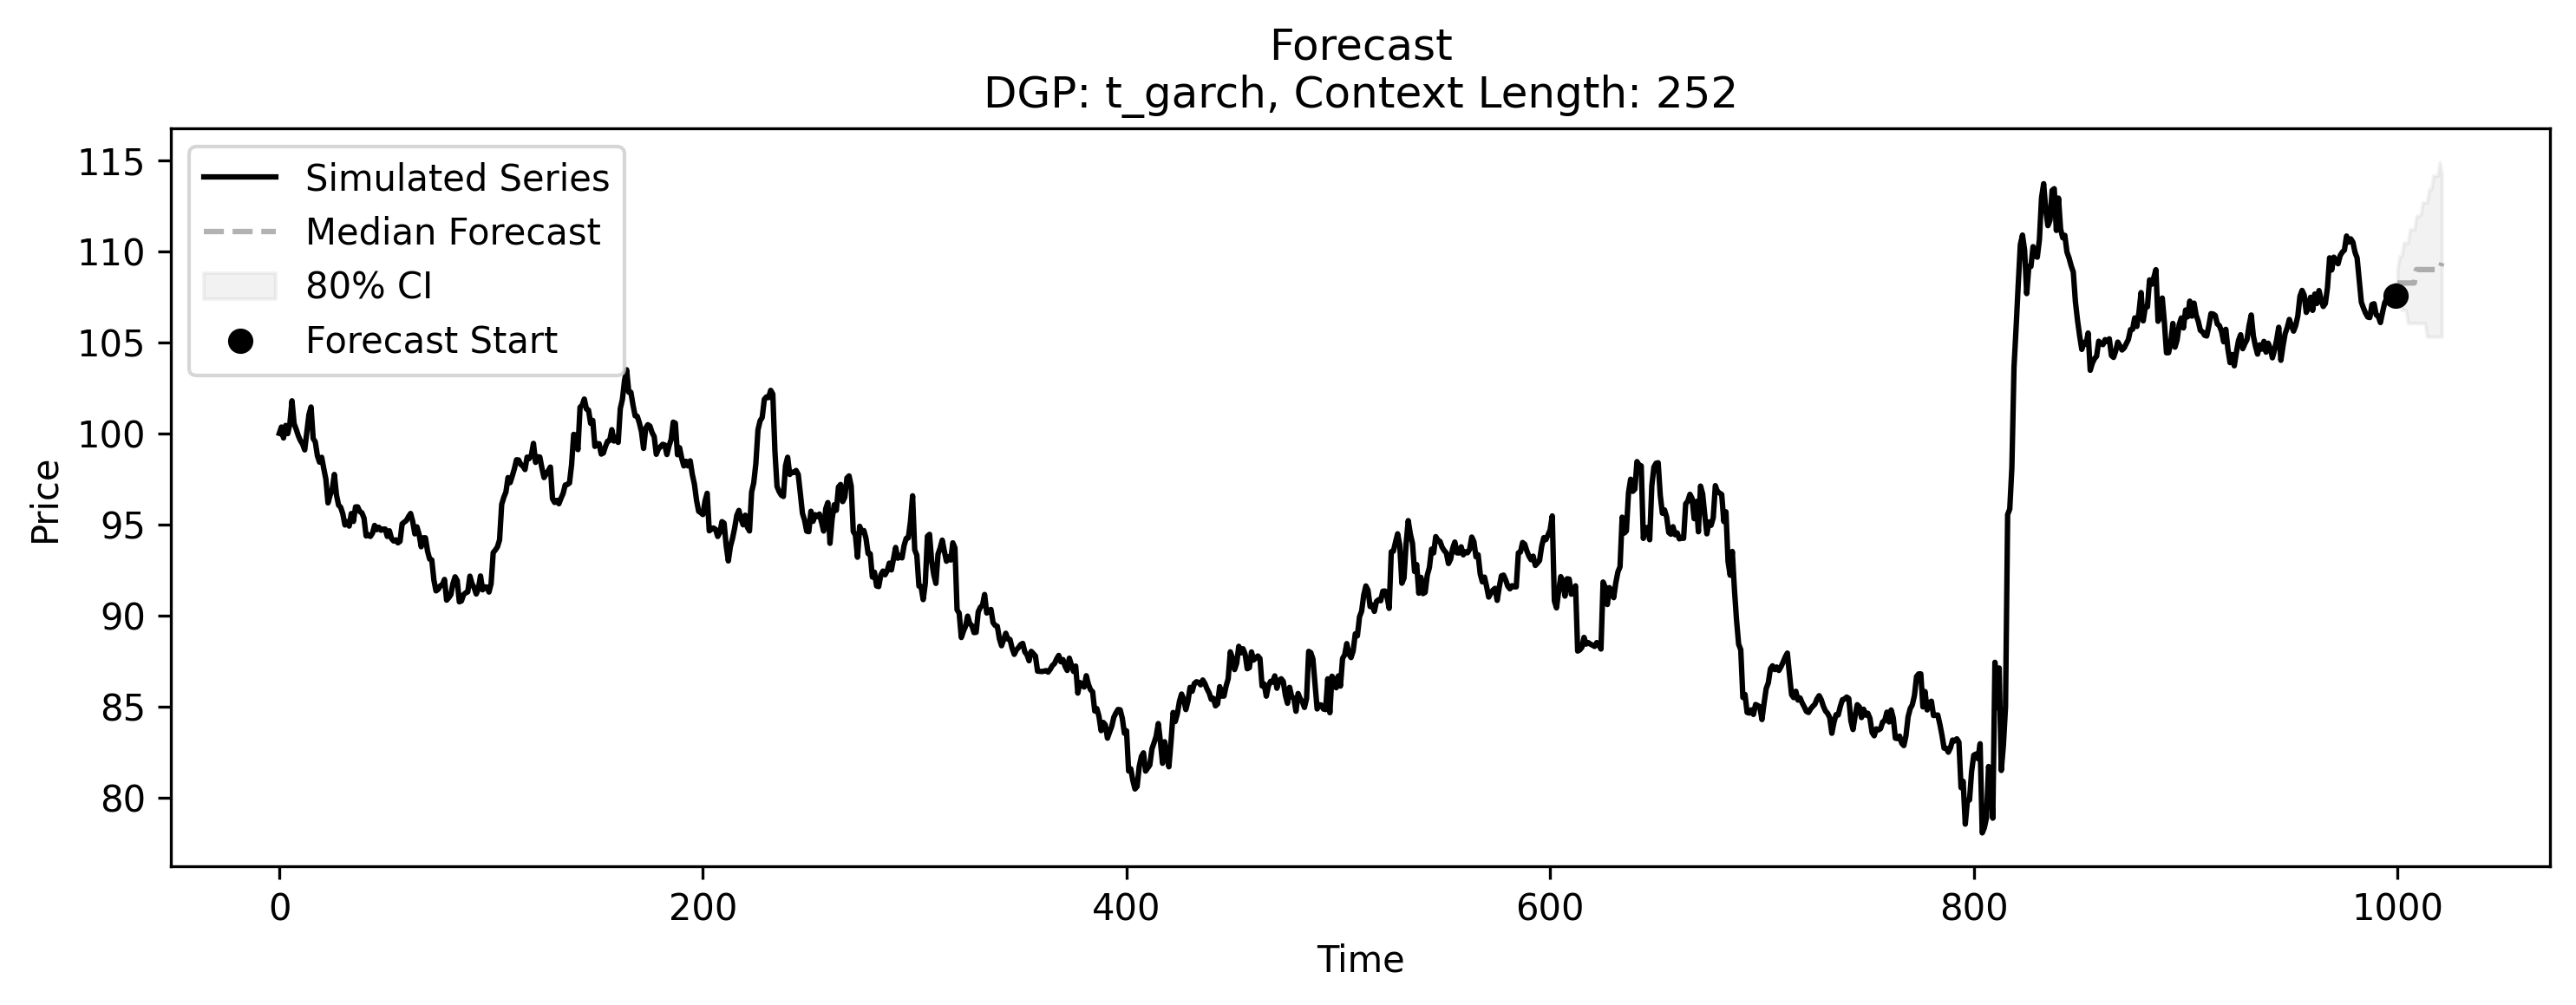 Forecast
DGP: t_garch, Context Length: 252
Simulated Series
Median Forecast
80% CI
Forecast Start
Price
115
110
105
100
95
90
85
80
0
200
400
600
800
1000
Time